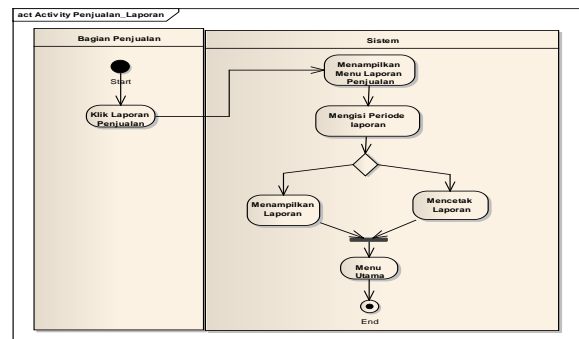 act Activity Penjualan_Laporan
Bagian Penjualan
Sistem
Start
Klik Laporan
Penjualan
Menampilkan
Menu Laporan
Penjualan
Mengisi Periode
laporan
Menampilkan
Laporan
Mencetak
Laporan
Menu
Utama
End